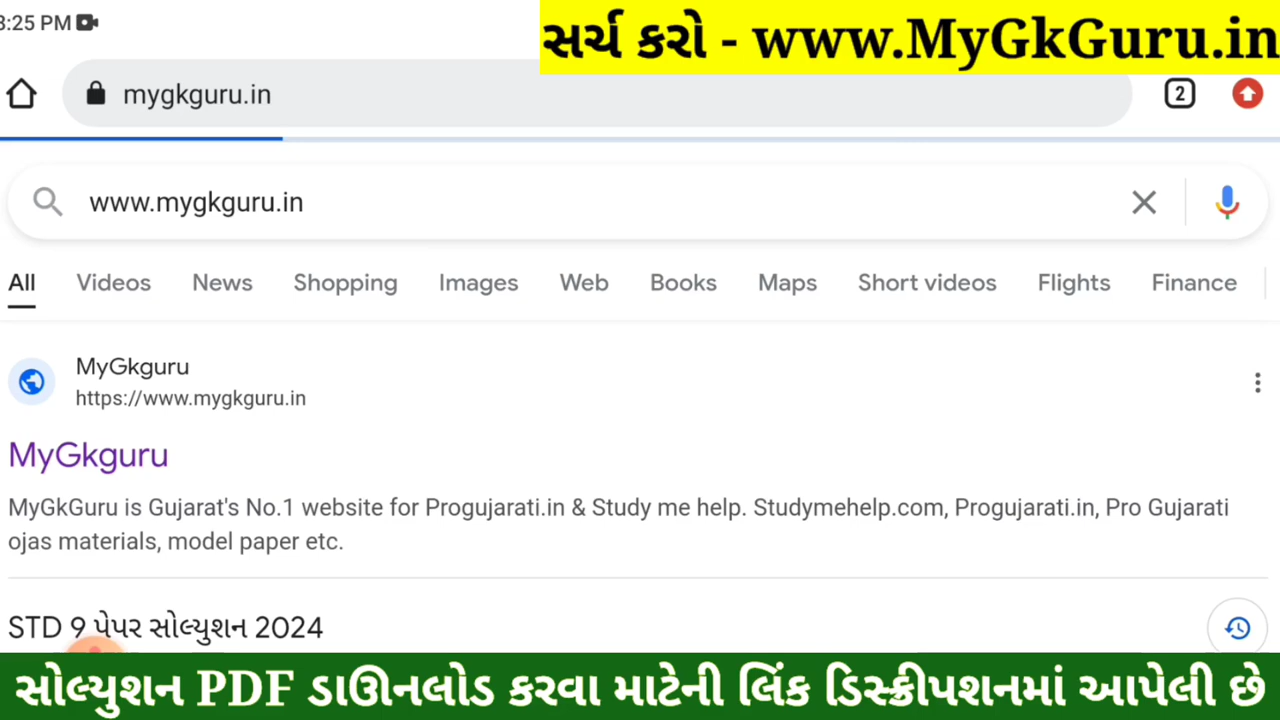 3:25 PM
સર્ચ કરો - www.MyGkGuru.in
mygkguru.in
2
www.mygkguru.in
All Videos News Shopping Images Web Books Maps Short videos Flights Finance
MyGkguru
https://www.mygkguru.in
MyGkguru
MyGkGuru is Gujarat's No.1 website for Progujarati.in & Study me help. Studymehelp.com, Progujarati.in, Pro Gujarati
ojas materials, model paper etc.
STD 9 પેપર સોલ્યુશન 2024
સોલ્યુશન PDF ડાઊનલોડ કરવા માટેની લિંક ડિસ્ક્રીપશનમાં આપેલી છે